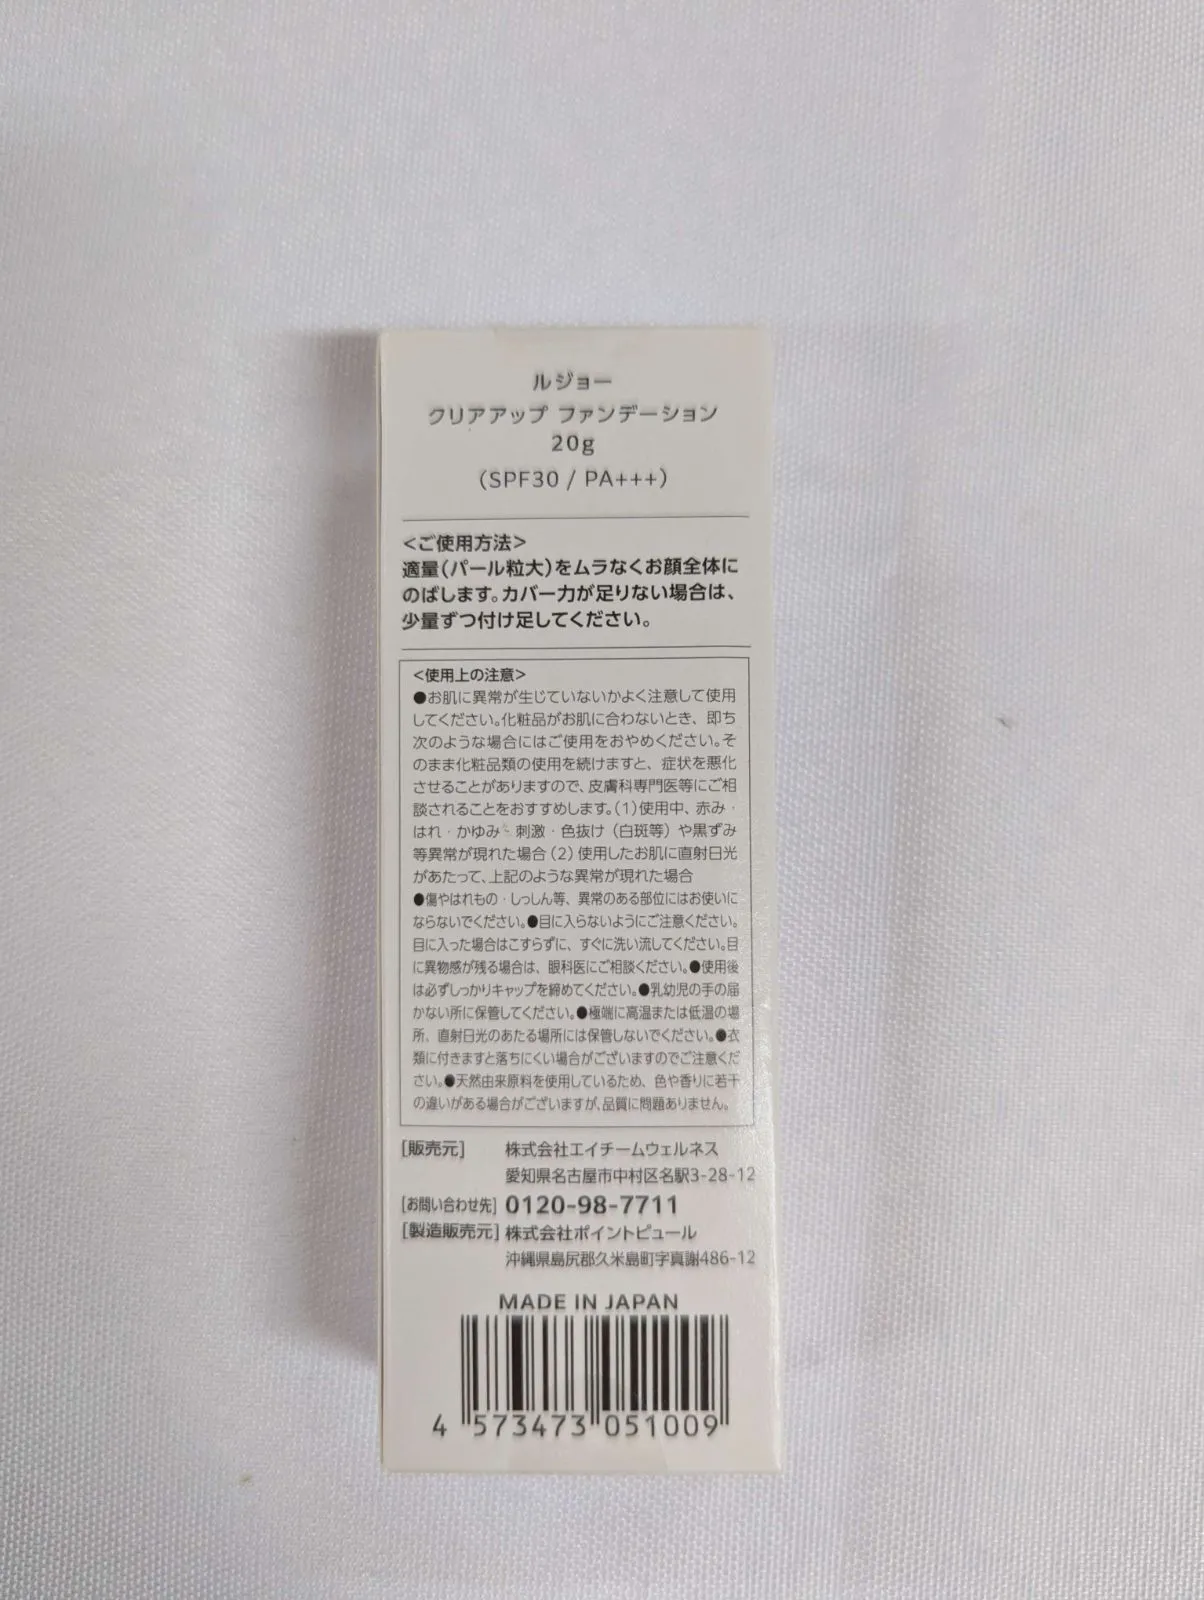 ルジョー
クリアアップ ファンデーション
20g
（SPF30 / PA+++）
＜ご使用方法＞
適量(パール粒大)をムラなくお顔全体に
のばします。カバー力が足りない場合は、
少量ずつ付け足してください。
＜使用上の注意＞
●お肌に異常が生じていないかよく注意して使用
してください。化粧品がお肌に合わないとき、即ち
次のような場合にはご使用をおやめください。そ
のまま化粧品類の使用を続けますと、症状を悪化
させることがありますので、皮膚科専門医等にご相
談されることをおすすめします。（1）使用中、赤み・
はれ・かゆみ・刺激・色抜け（白斑等）や黒ずみ
等異常が現れた場合（2）使用したお肌に直射日光
があたって、上記のような異常が現れた場合
●傷やはれもの・しっしん等、異常のある部位にはお使いに
ならないでください。●目に入らないようにご注意ください。
目に入った場合はこすらずに、すぐに洗い流してください。目
に異物感が残る場合は、眼科医にご相談ください。●使用後
は必ずしっかりキャップを締めてください。●乳幼児の手の届
かない所に保管してください。●極端に高温または低温の場
所、直射日光のあたる場所には保管しないでください。●衣
類に付きますと落ちにくい場合がございますのでご注意くだ
さい。●天然由来原料を使用しているため、色や香りに若干
の違いがある場合がございますが、品質に問題ありません。
[販売元] 株式会社エイチームウェルネス
愛知県名古屋市中村区名駅3-28-12
[お問い合わせ先] 0120-98-7711
[製造販売元] 株式会社ポイントピュール
沖縄県島尻郡久米島町字真謝486-12
MADE IN JAPAN
4 573473 051009